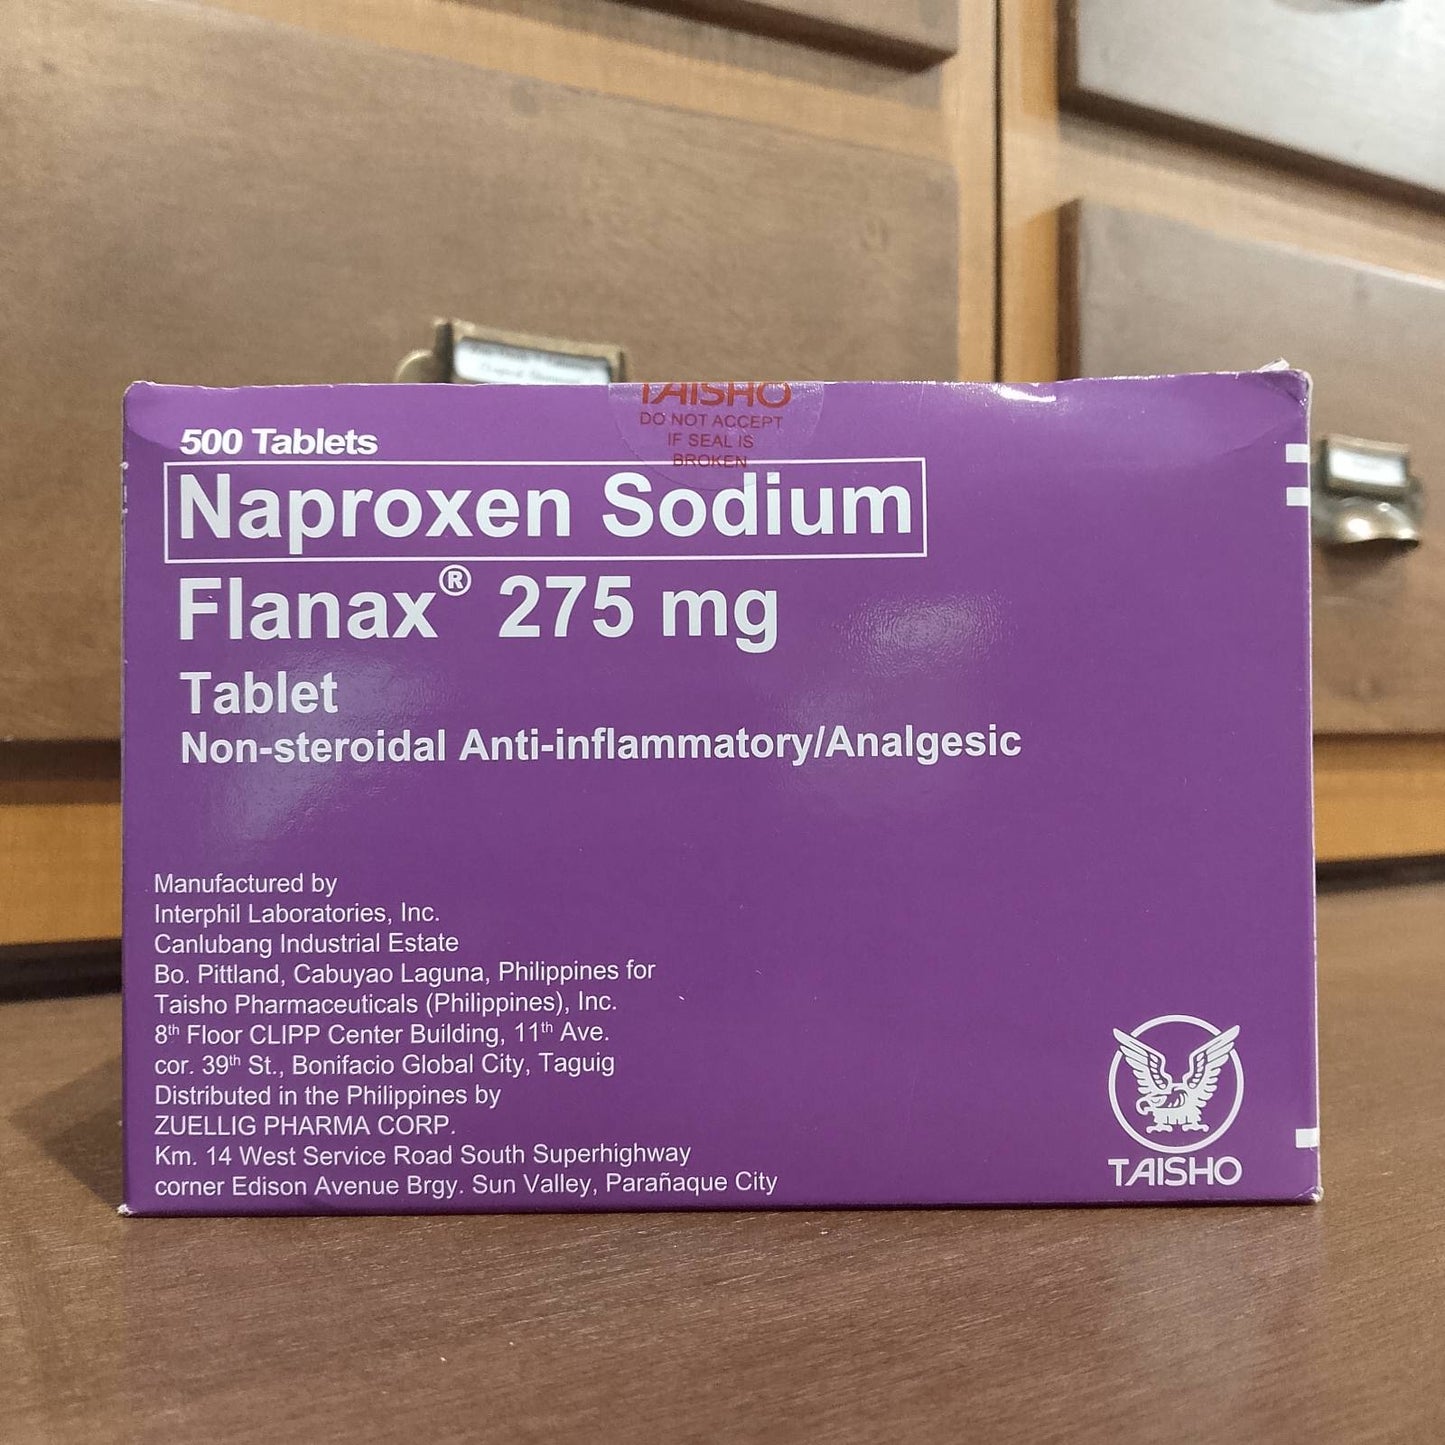 TAISHO
DO NOT ACCEPT
IF SEAL IS
BROKEN
500 Tablets
Naproxen Sodium
Flanax® 275 mg
Tablet
Non-steroidal Anti-inflammatory/Analgesic
Manufactured by
Interphil Laboratories, Inc.
Canlubang Industrial Estate
Bo. Pittland, Cabuyao Laguna, Philippines for
Taisho Pharmaceuticals (Philippines), Inc.
8th Floor CLIPP Center Building, 11th Ave.
cor. 39th St., Bonifacio Global City, Taguig
Distributed in the Philippines by
ZUELLIG PHARMA CORP.
Km. 14 West Service Road South Superhighway
corner Edison Avenue Brgy. Sun Valley, Parañaque City
TAISHO